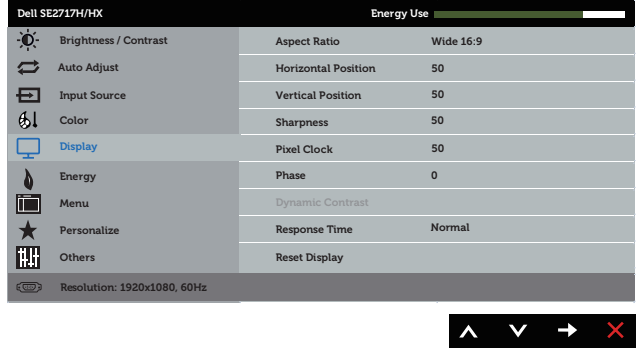 Dell SE2717H/HX Energy Use
Brightness / Contrast Aspect Ratio Wide 16:9
Auto Adjust Horizontal Position 50
Input Source Vertical Position 50
Color Sharpness 50
Display Pixel Clock 50
Energy Phase 0
Menu Dynamic Contrast
Personalize Response Time Normal
Others Reset Display
Resolution: 1920x1080, 60Hz